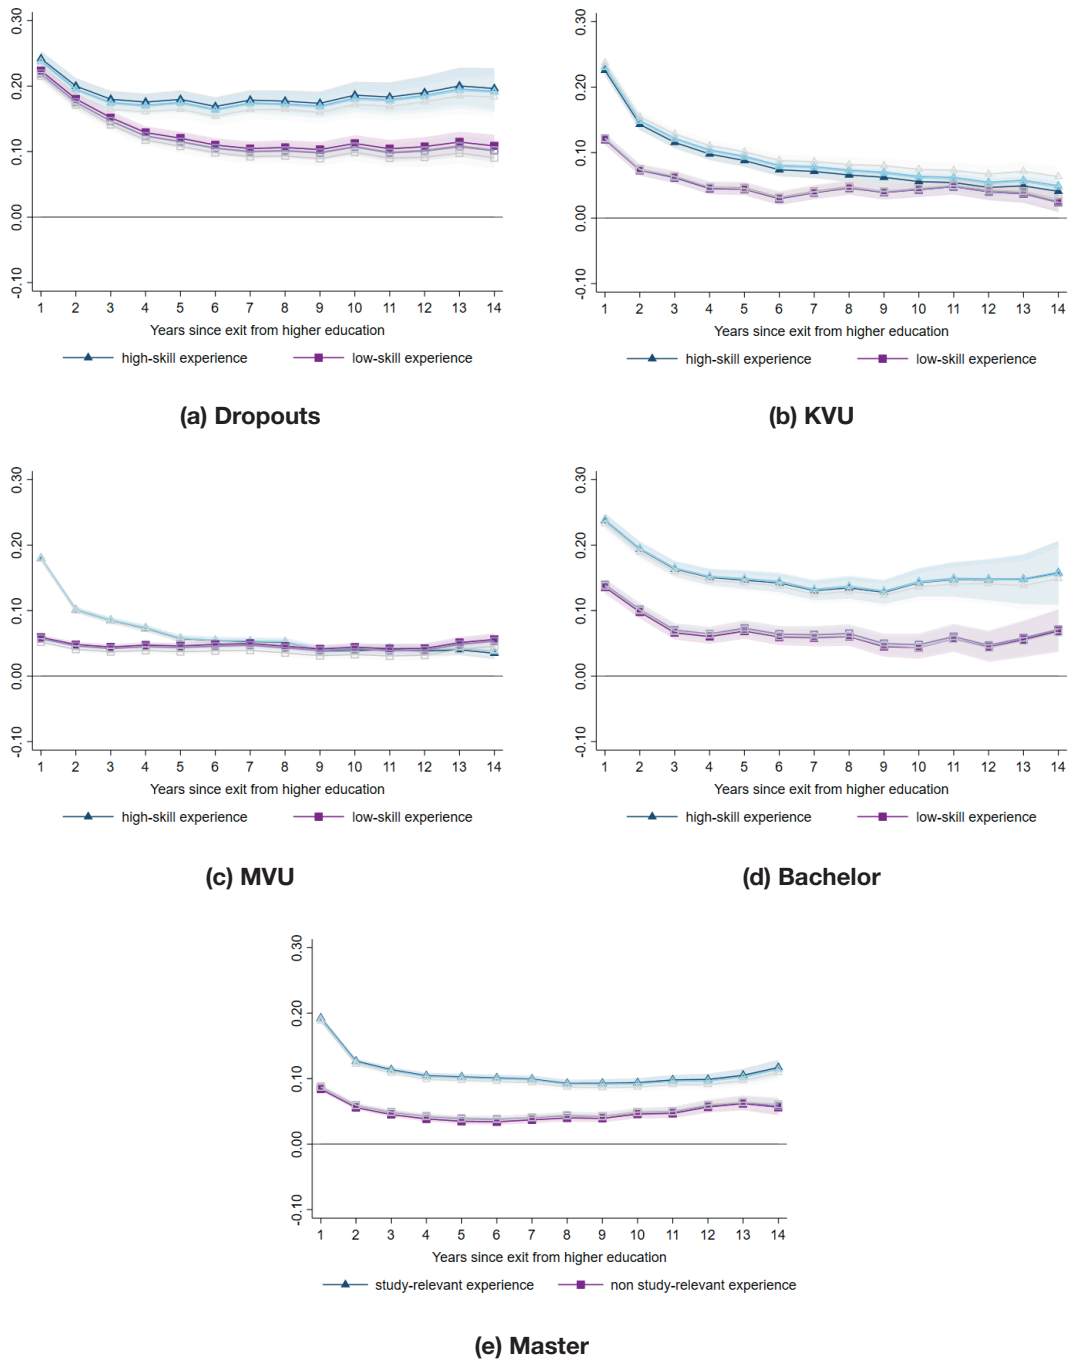 0.30
0.20
0.10
0.00
-0.10
1 2 3 4 5 6 7 8 9 10 11 12 13 14
Years since exit from higher education
high-skill experience low-skill experience
(a) Dropouts
0.30
0.20
0.10
0.00
-0.10
1 2 3 4 5 6 7 8 9 10 11 12 13 14
Years since exit from higher education
high-skill experience low-skill experience
(b) KVU
0.30
0.20
0.10
0.00
-0.10
1 2 3 4 5 6 7 8 9 10 11 12 13 14
Years since exit from higher education
high-skill experience low-skill experience
(c) MVU
0.30
0.20
0.10
0.00
-0.10
1 2 3 4 5 6 7 8 9 10 11 12 13 14
Years since exit from higher education
high-skill experience low-skill experience
(d) Bachelor
0.30
0.20
0.10
0.00
-0.10
1 2 3 4 5 6 7 8 9 10 11 12 13 14
Years since exit from higher education
study-relevant experience non study-relevant experience
(e) Master